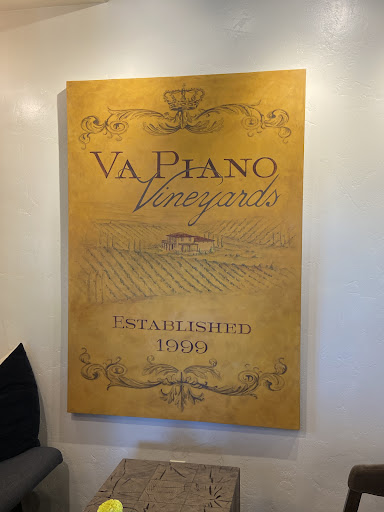 VA PIANO
Vineyards
ESTABLISHED
1999